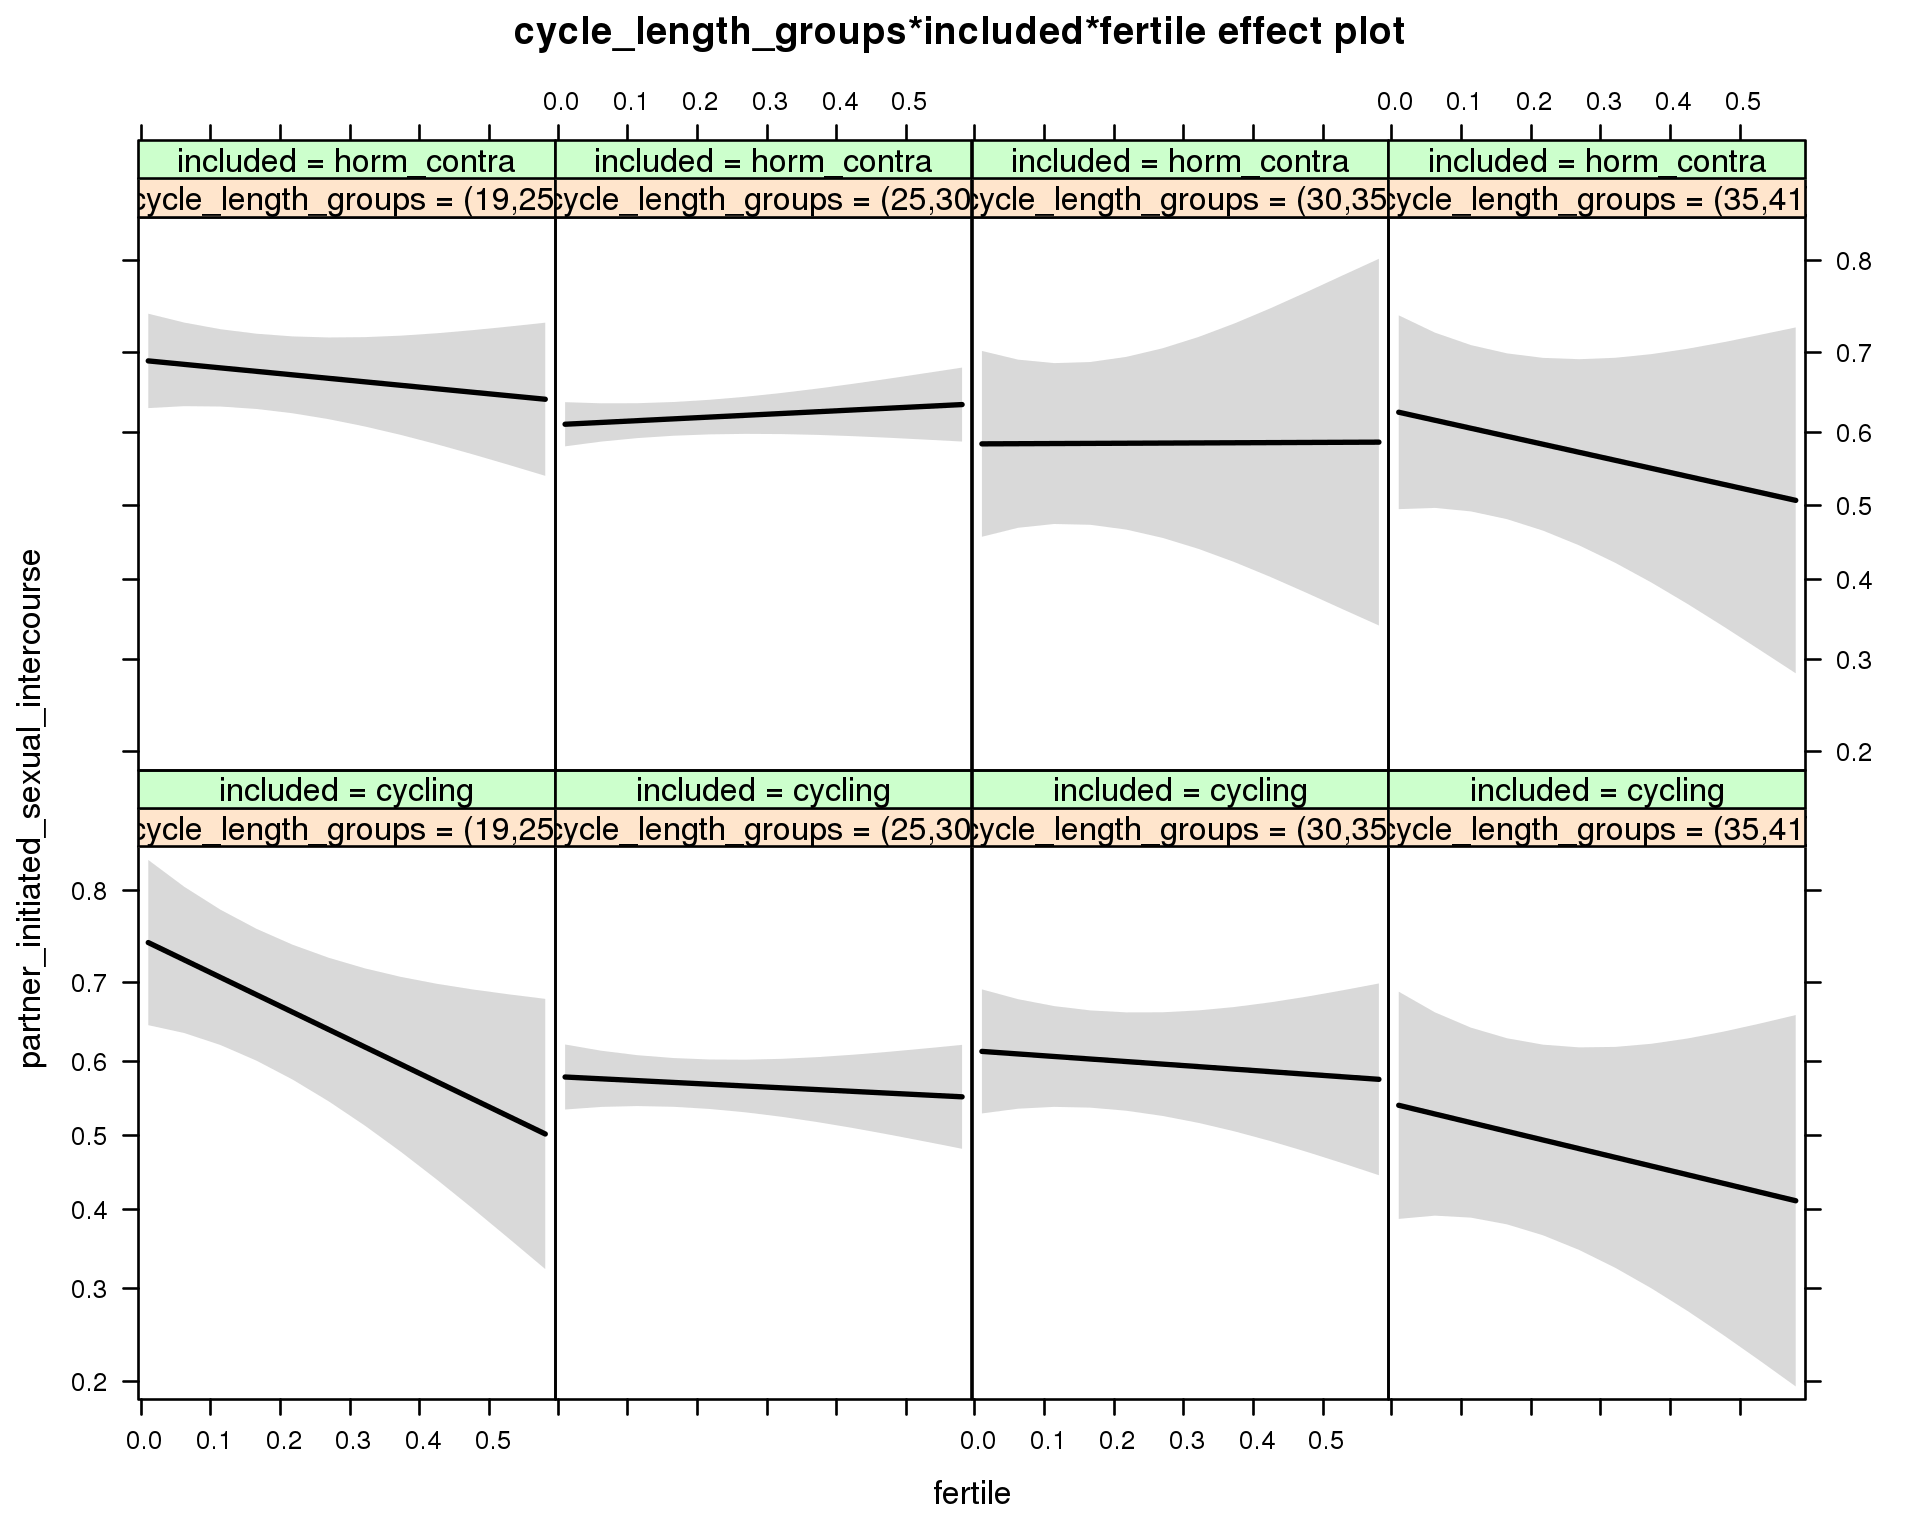 cycle_length_groups*included*fertile effect plot
0.0 0.1 0.2 0.3 0.4 0.5 0.0 0.1 0.2 0.3 0.4 0.5
included = horm_contra included = horm_contra included = horm_contra included = horm_contra
cycle_length_groups = (19,25 cycle_length_groups = (25,30 cycle_length_groups = (30,35 cycle_length_groups = (35,41
0.8
0.7
0.6
0.5
0.4
0.3
0.2
partner_initiated_sexual_intercourse
included = cycling included = cycling included = cycling included = cycling
cycle_length_groups = (19,25 cycle_length_groups = (25,30 cycle_length_groups = (30,35 cycle_length_groups = (35,41
0.8
0.7
0.6
0.5
0.4
0.3
0.2
0.0 0.1 0.2 0.3 0.4 0.5 0.0 0.1 0.2 0.3 0.4 0.5
fertile